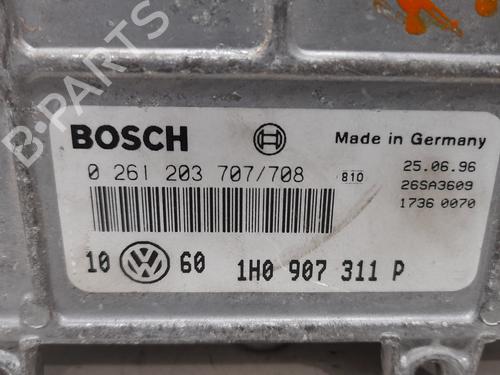 B-PARTS
BOSCH
Made in Germany
0 261 203 707/708
810
25.06.96
26SA3609
1736 0070
10 VW 60
1H0 907 311 P